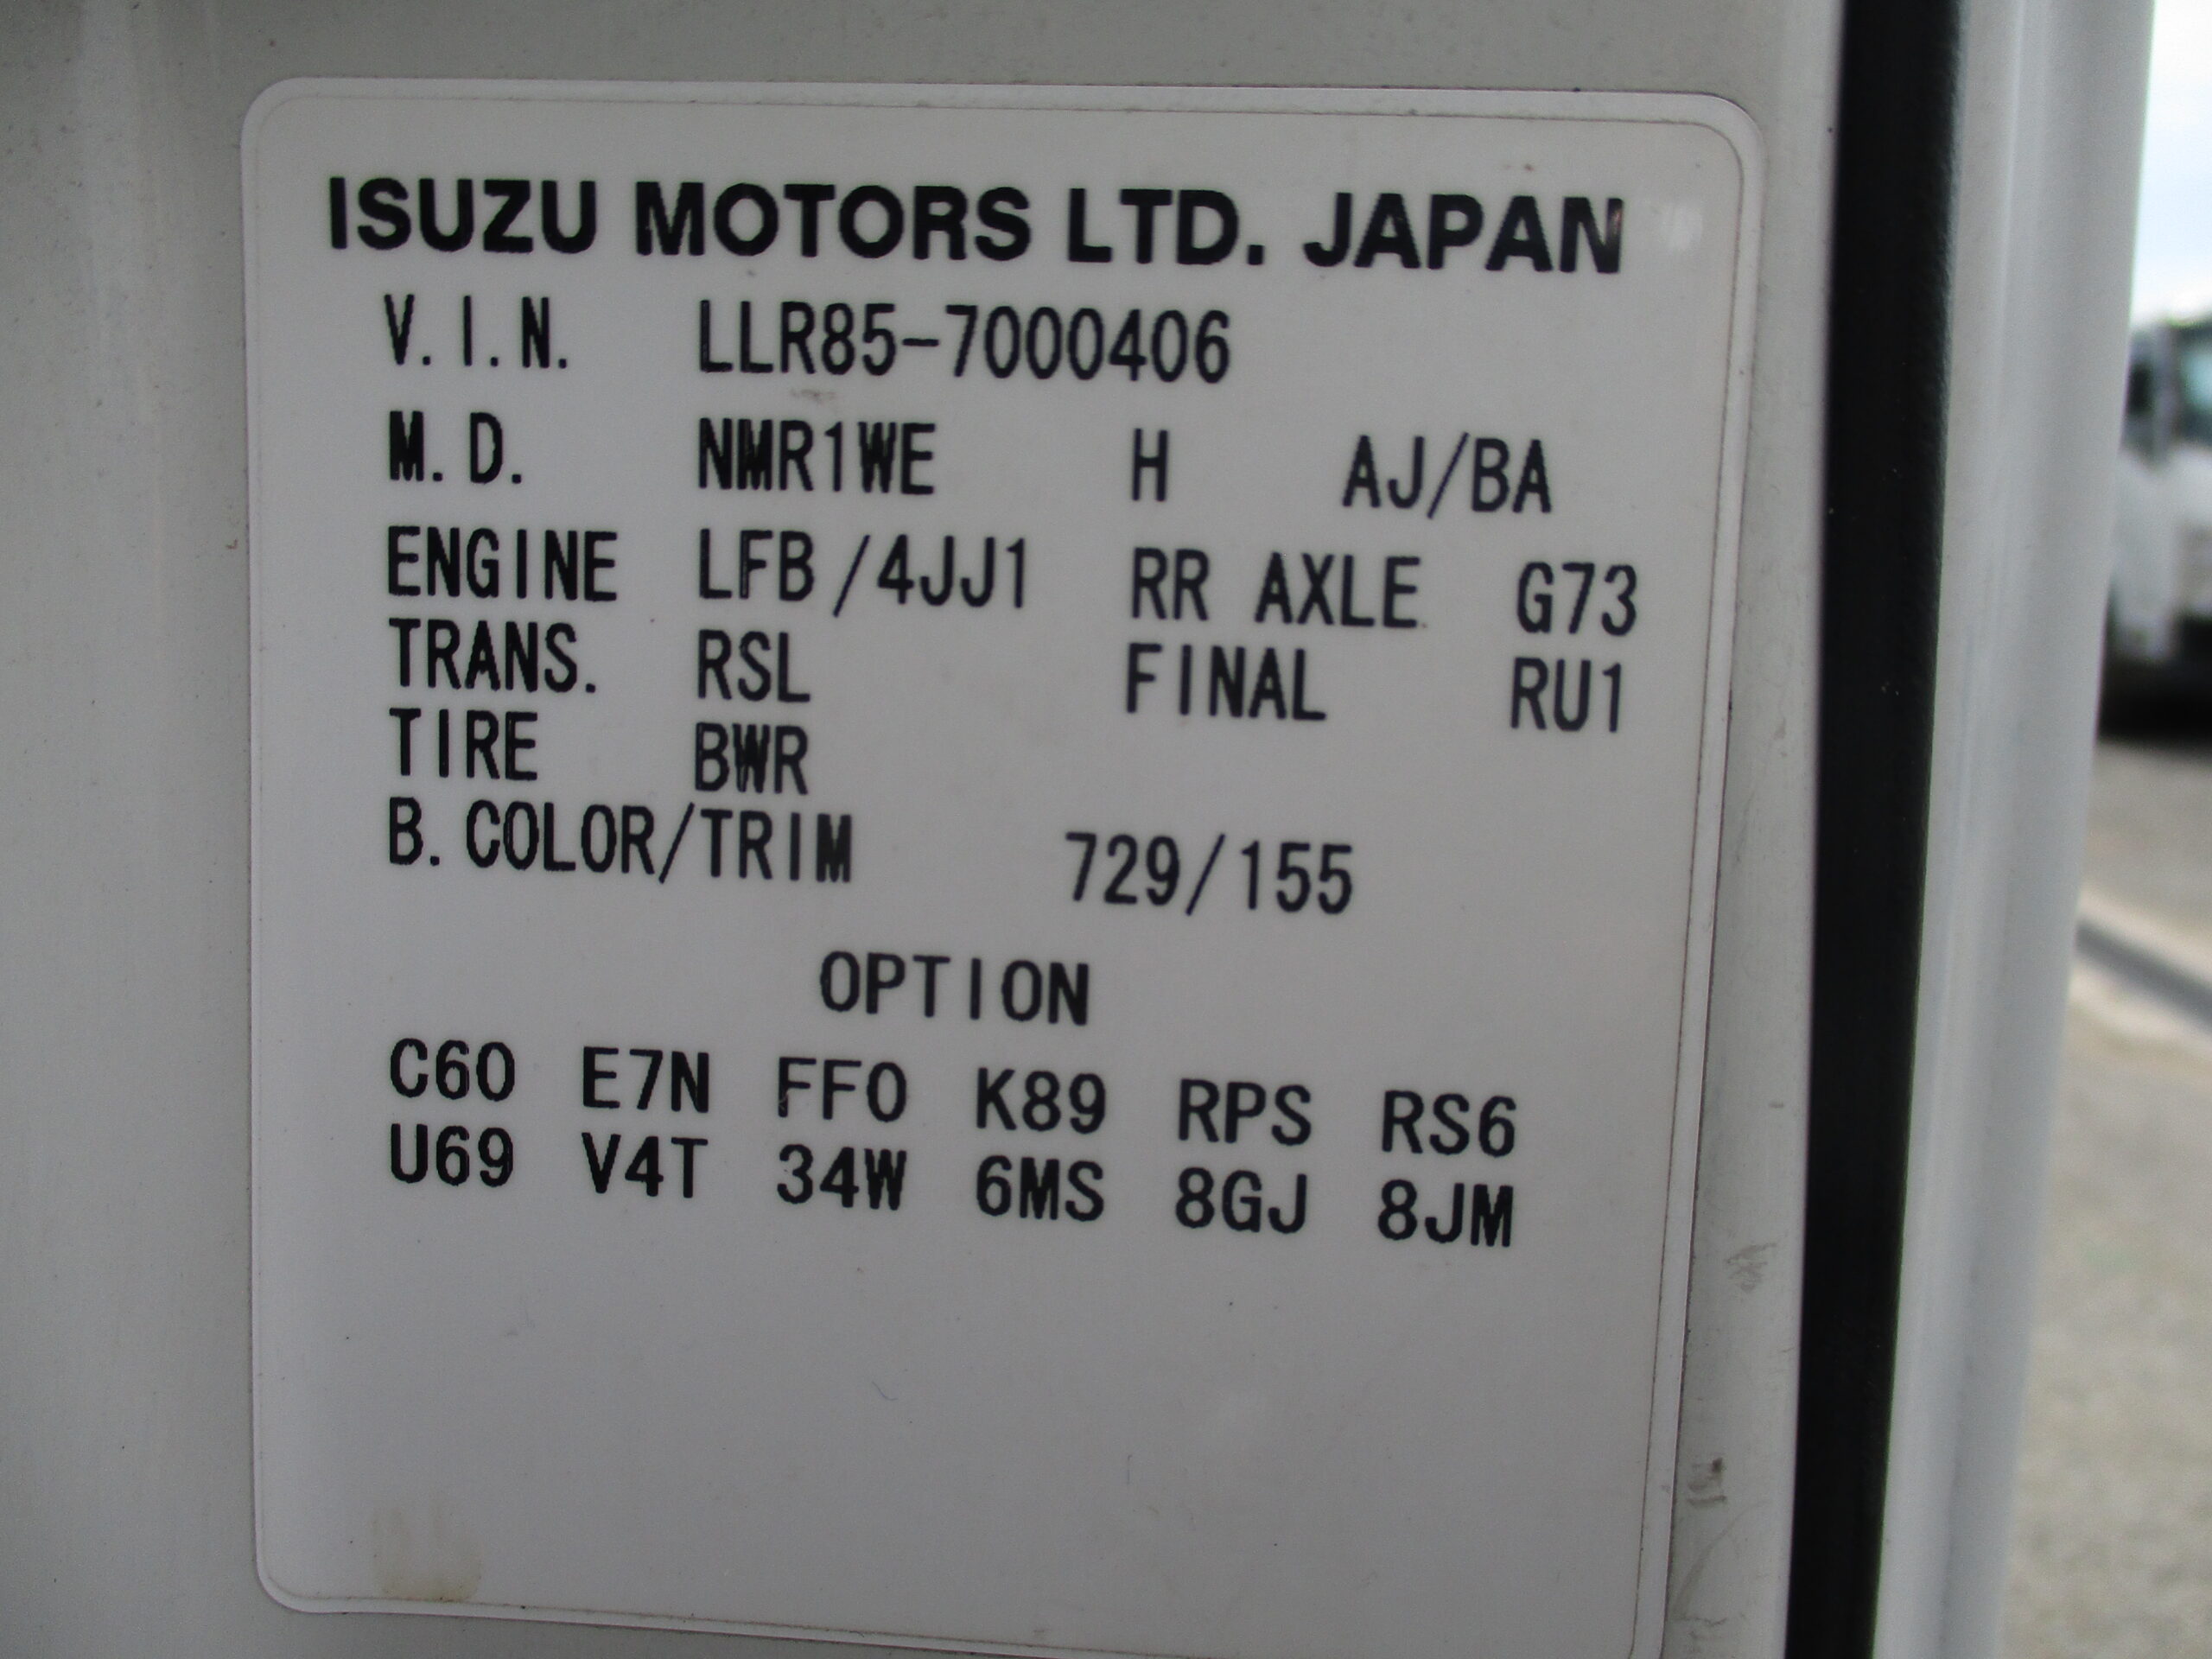 ISUZU MOTORS LTD. JAPAN
V.I.N. LLR85-7000406
M.D. NMR1WE H AJ/BA
ENGINE LFB/4JJ1 RR AXLE G73
TRANS. RSL FINAL RU1
TIRE BWR
B.COLOR/TRIM 729/155
OPTION
C60 E7N FF0 K89 RPS RS6
U69 V4T 34W 6MS 8GJ 8JM